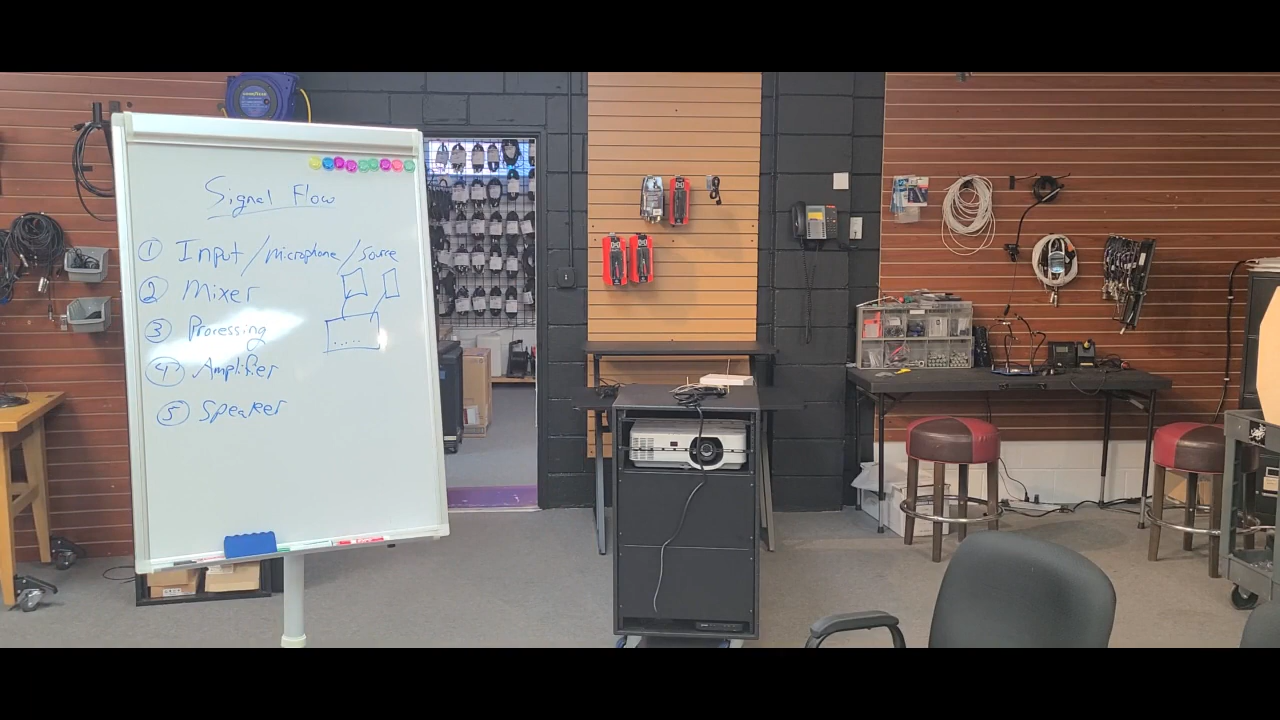 Signal Flow
① Input/microphone/source
② Mixer
③ Processing
④ Amplifier
⑤ Speaker